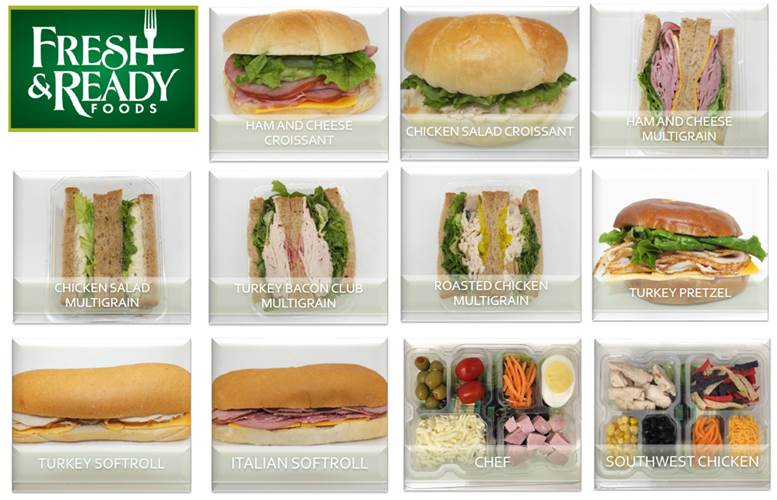 FRESH
& READY
FOODS
HAM AND CHEESE
CROISSANT
CHICKEN SALAD CROISSANT
HAM AND CHEESE
MULTIGRAIN
CHICKEN SALAD
MULTIGRAIN
TURKEY BACON CLUB
MULTIGRAIN
ROASTED CHICKEN
MULTIGRAIN
TURKEY PRETZEL
TURKEY SOFTROLL
ITALIAN SOFTROLL
CHEF
SOUTHWEST CHICKEN